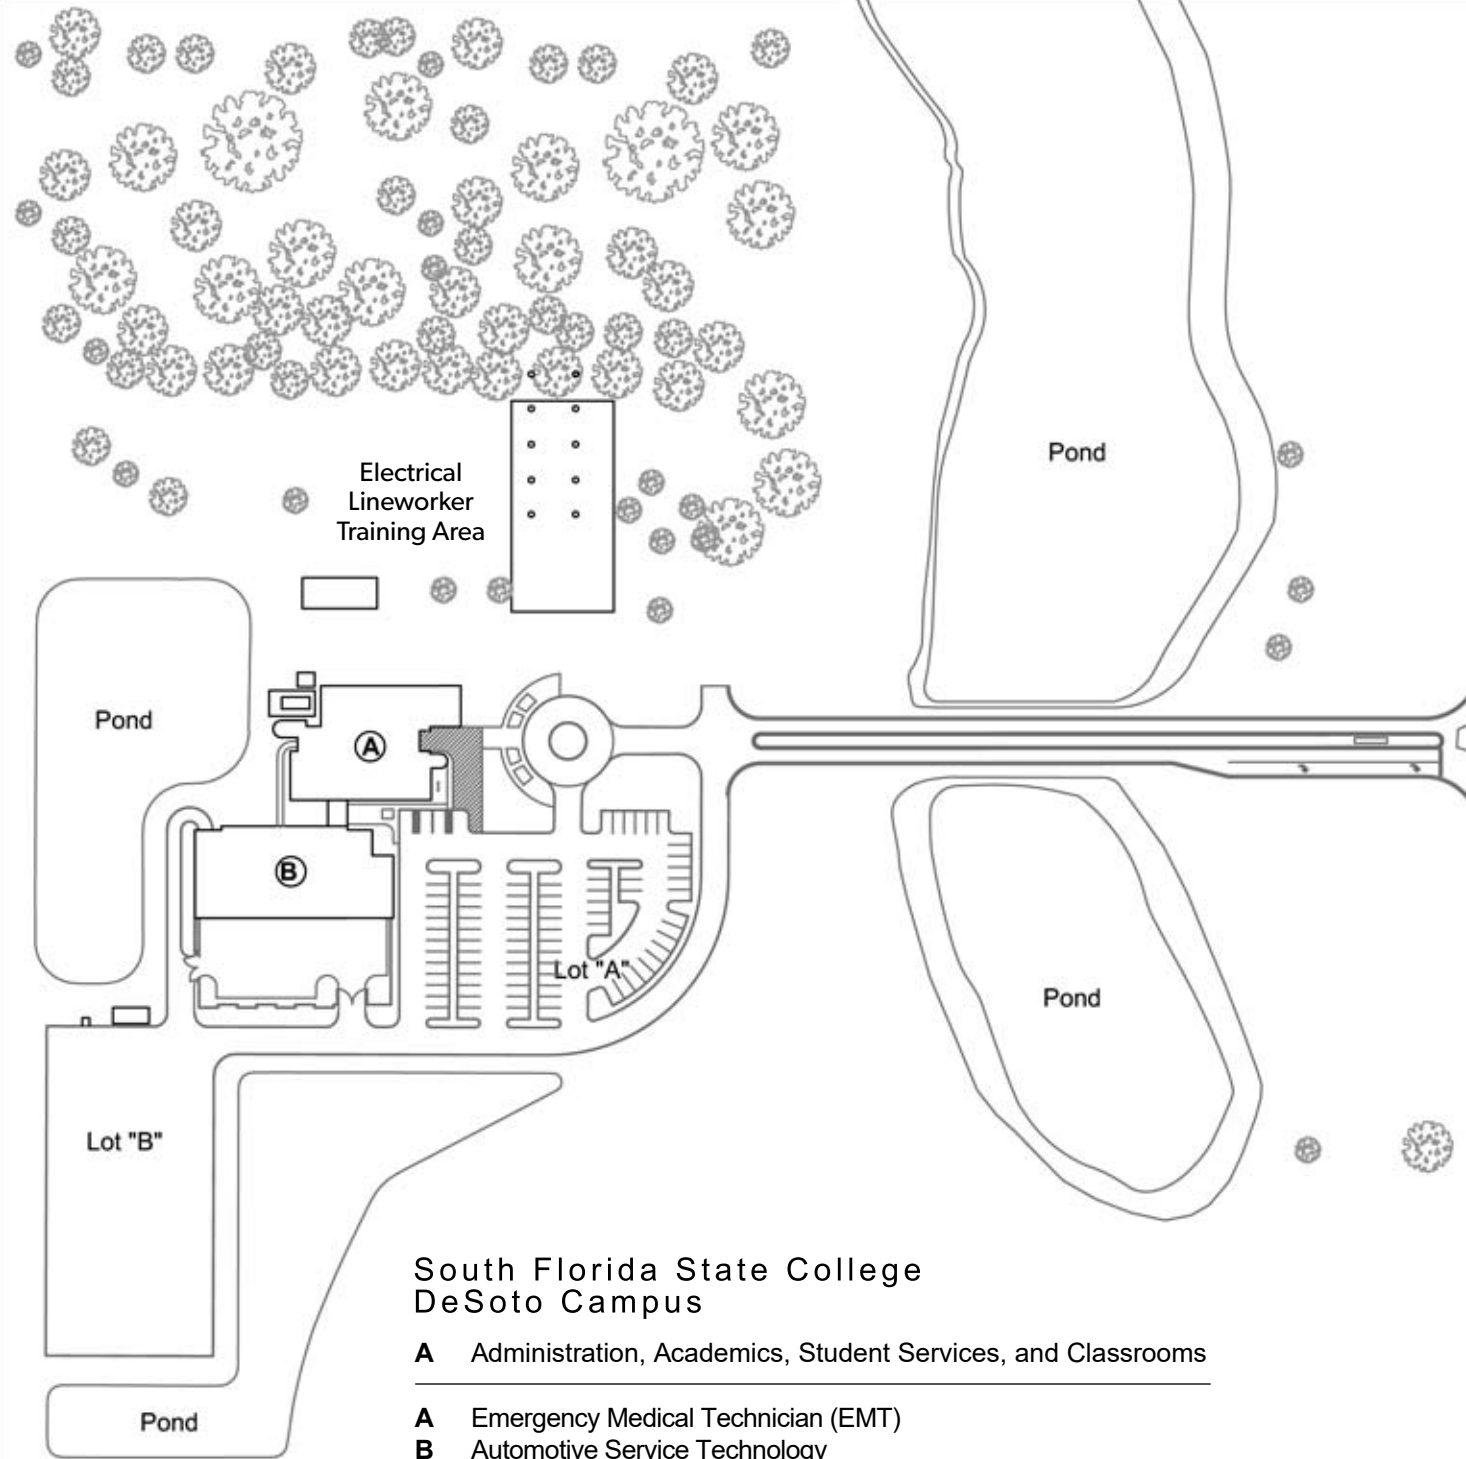 Pond
Electrical
Lineworker
Training Area
Pond
A
B
Lot "A"
Pond
Lot "B"
Pond
South Florida State College
DeSoto Campus
A Administration, Academics, Student Services, and Classrooms
A Emergency Medical Technician (EMT)
B Automotive Service Technology